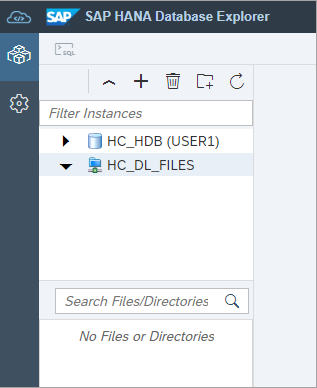 SAP SAP HANA Database Explorer
SQL
Filter Instances
HC_HDB (USER1)
HC_DL_FILES
Search Files/Directories
No Files or Directories